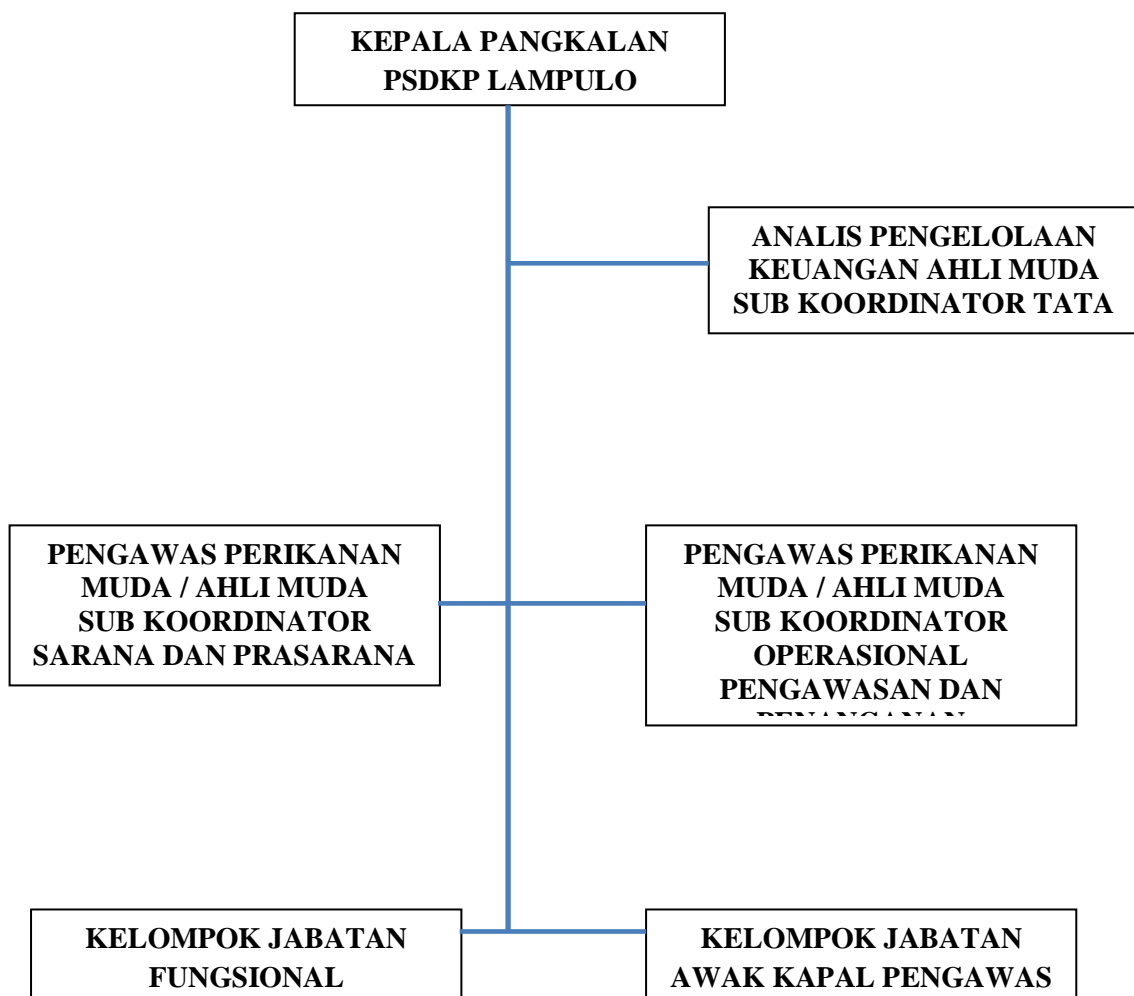 KEPALA PANGKALAN
PSDKP LAMPULO
ANALIS PENGELOLAAN
KEUANGAN AHLI MUDA
SUB KOORDINATOR TATA
PENGAWAS PERIKANAN
MUDA / AHLI MUDA
SUB KOORDINATOR
SARANA DAN PRASARANA
PENGAWAS PERIKANAN
MUDA / AHLI MUDA
SUB KOORDINATOR
OPERASIONAL
PENGAWASAN DAN
PENANGANAN
KELOMPOK JABATAN
FUNGSIONAL
KELOMPOK JABATAN
AWAK KAPAL PENGAWAS